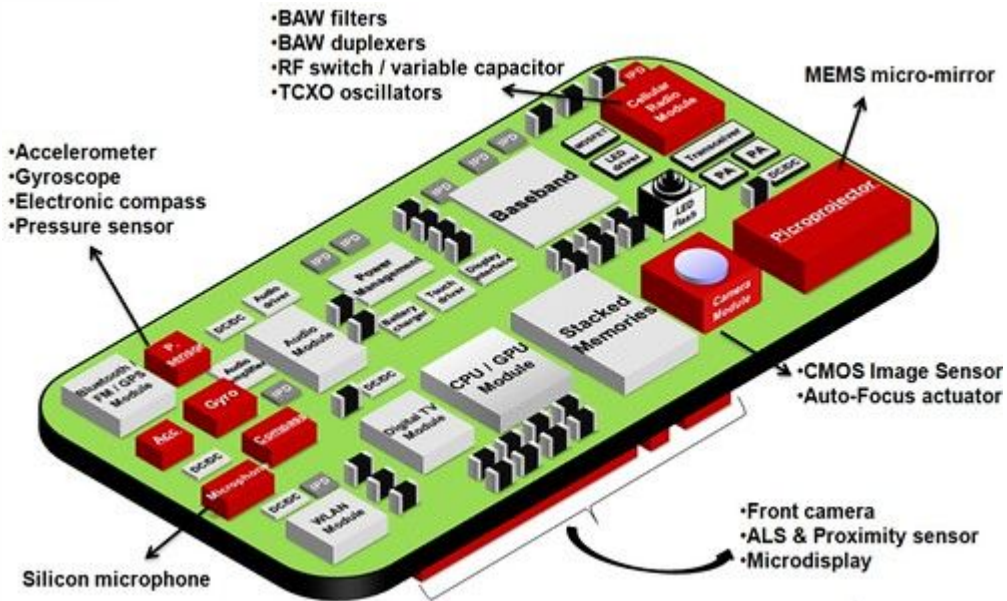 •BAW filters
•BAW duplexers
•RF switch / variable capacitor
•TCXO oscillators
MEMS micro-mirror
•Accelerometer
•Gyroscope
•Electronic compass
•Pressure sensor
IPD
Cellular
Radio
Module
MOSFET
LED
driver
Transceiver
PA
PA
DC/DC
IPD
IPD
IPD
Baseband
LED
Flash
Picroprojector
IPD
IPD
Power
Management
Display
Interface
Touch
driver
Battery
charger
Camera
Module
Audio
driver
DC/DC
Audio Module
Stacked
Memories
P.
sensor
Bluetooth
FM / GPS
Module
Audio
Gyro
IPD
DC/DC
CPU / GPU
Module
•CMOS Image Sensor
•Auto-Focus actuator
Acc.
Compass
Digital TV
Module
DC/DC
Microphone
IPD
DC/DC
WLAN
Module
•Front camera
•ALS & Proximity sensor
•Microdisplay
Silicon microphone